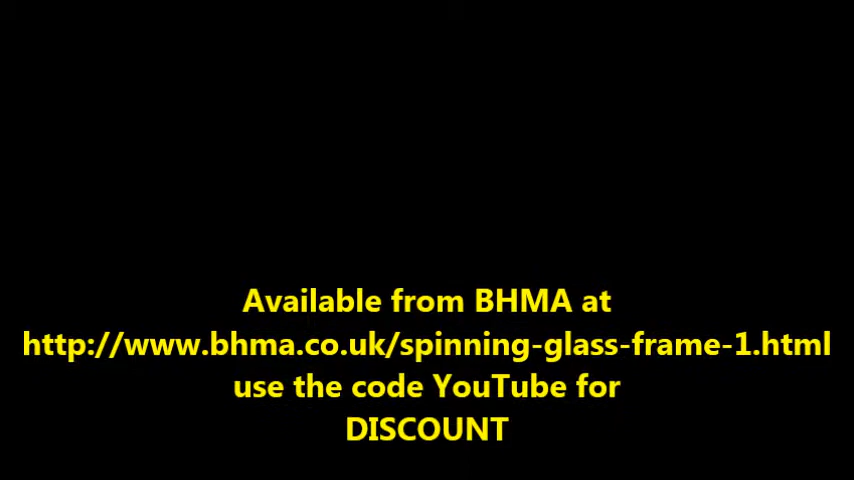 Available from BHMA at
http://www.bhma.co.uk/spinning-glass-frame-1.html
use the code YouTube for
DISCOUNT